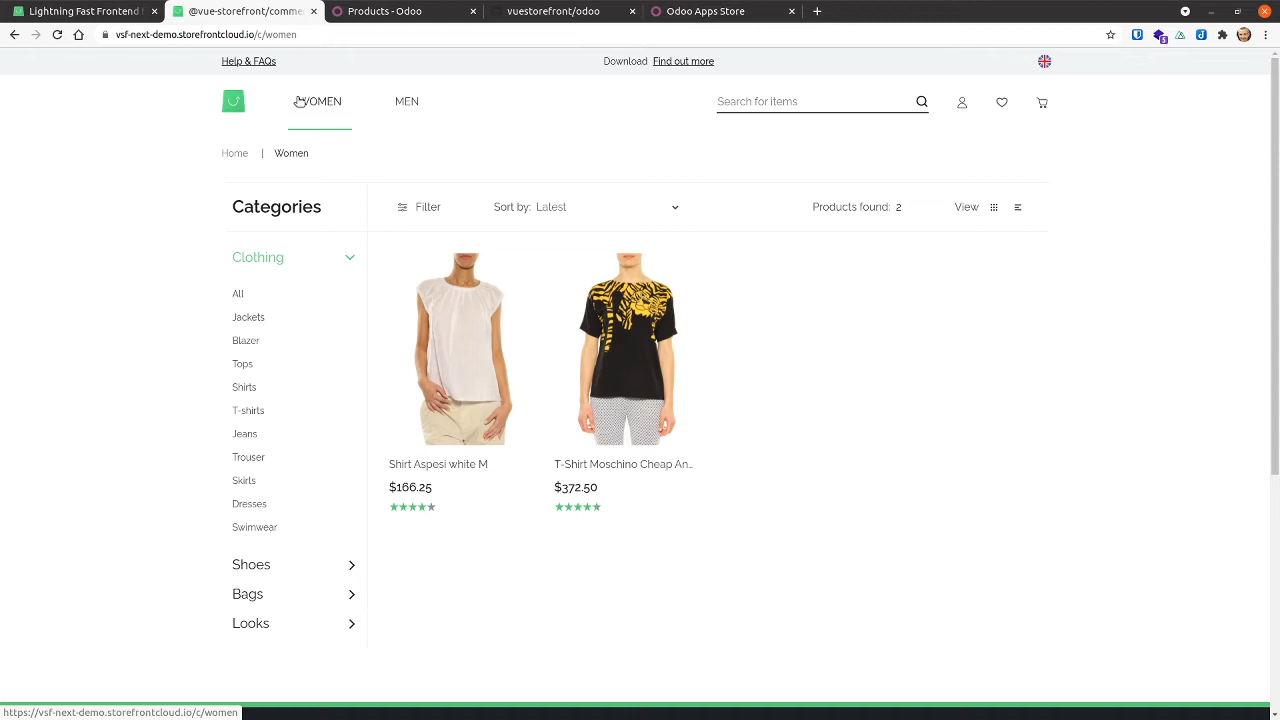 Lightning Fast Frontend
@vue-storefront/comme
Products - Odoo
vuestorefront/odoo
Odoo Apps Store
vsf-next-demo.storefrontcloud.io/c/women
Help & FAQs
Download Find out more
WOMEN
MEN
Search for items
Home | Women
Categories
Filter
Sort by: Latest
Products found: 2
View
Clothing
All
Jackets
Blazer
Tops
Shirts
T-shirts
Jeans
Trouser
Skirts
Dresses
Swimwear
Shoes
Bags
Looks
Shirt Aspesi white M
$166.25
T-Shirt Moschino Cheap An...
$372.50
https://vsf-next-demo.storefrontcloud.io/c/women